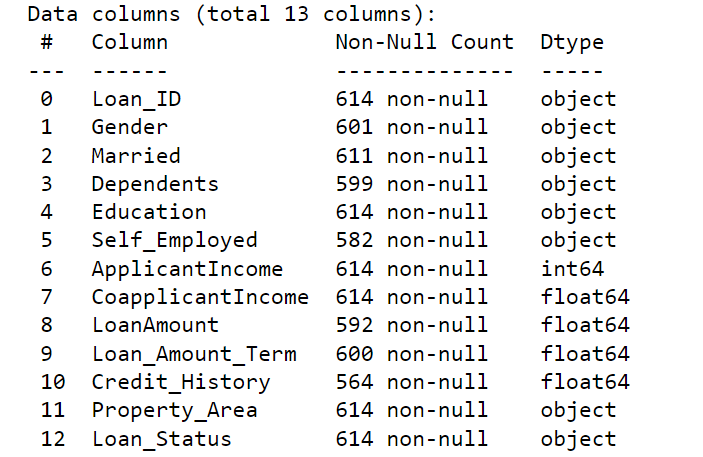 Data columns (total 13 columns):
 #   Column             Non-Null Count  Dtype
---  ------             --------------  -----
 0   Loan_ID            614 non-null    object
 1   Gender             601 non-null    object
 2   Married            611 non-null    object
 3   Dependents         599 non-null    object
 4   Education          614 non-null    object
 5   Self_Employed      582 non-null    object
 6   ApplicantIncome    614 non-null    int64
 7   CoapplicantIncome  614 non-null    float64
 8   LoanAmount         592 non-null    float64
 9   Loan_Amount_Term   600 non-null    float64
 10  Credit_History     564 non-null    float64
 11  Property_Area      614 non-null    object
 12  Loan_Status        614 non-null    object